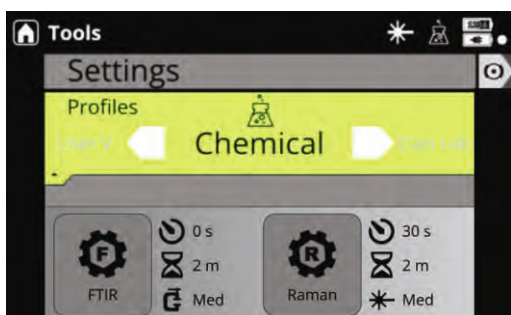 Tools
Settings
Profiles
Chemical
F
0 s
2 m
Med
FTIR
R
30 s
2 m
Med
Raman